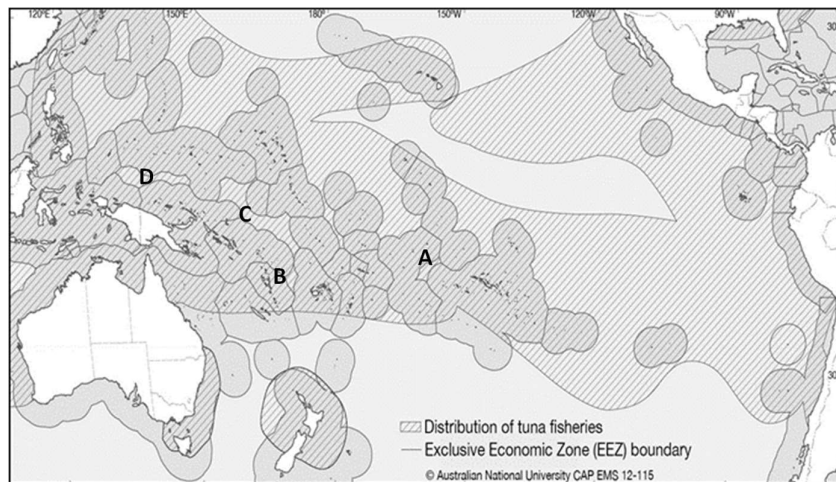 120°E 150°E 180° 150°W 120°W 90°W
30
D
C
A
B
30
Distribution of tuna fisheries
Exclusive Economic Zone (EEZ) boundary
© Australian National University CAP EMS 12-115